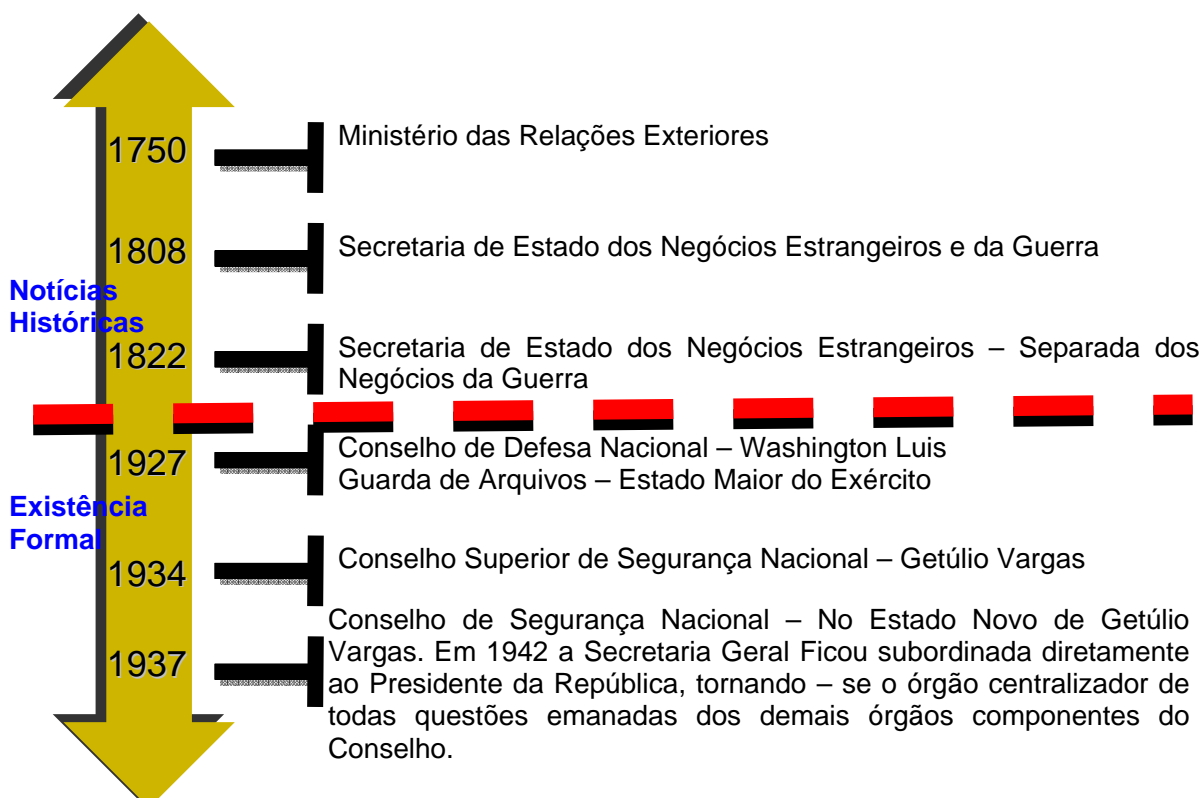 1750
Ministério das Relações Exteriores
1808
Secretaria de Estado dos Negócios Estrangeiros e da Guerra
Notícias
Históricas
1822
Secretaria de Estado dos Negócios Estrangeiros – Separada dos
Negócios da Guerra
1927
Conselho de Defesa Nacional – Washington Luis
Guarda de Arquivos – Estado Maior do Exército
Existência
Formal
1934
Conselho Superior de Segurança Nacional – Getúlio Vargas
1937
Conselho de Segurança Nacional – No Estado Novo de Getúlio
Vargas. Em 1942 a Secretaria Geral Ficou subordinada diretamente
ao Presidente da República, tornando – se o órgão centralizador de
todas questões emanadas dos demais órgãos componentes do
Conselho.